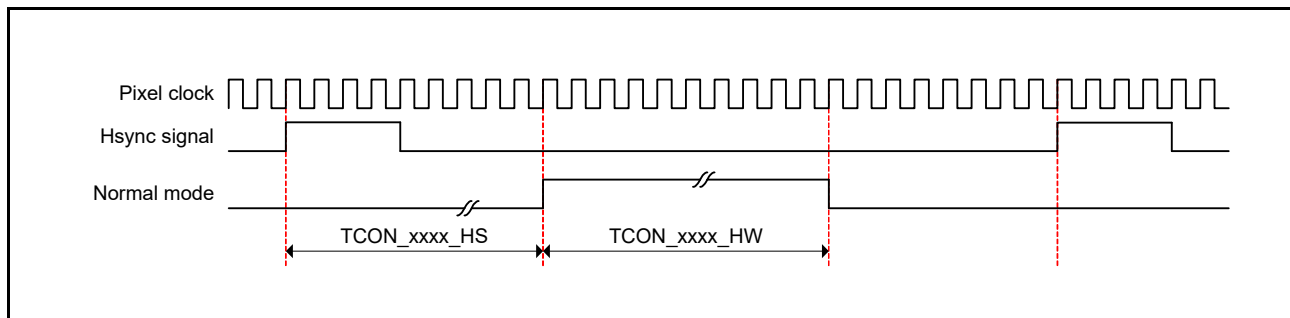 Pixel clock
Hsync signal
Normal mode
TCON_xxxx_HS TCON_xxxx_HW